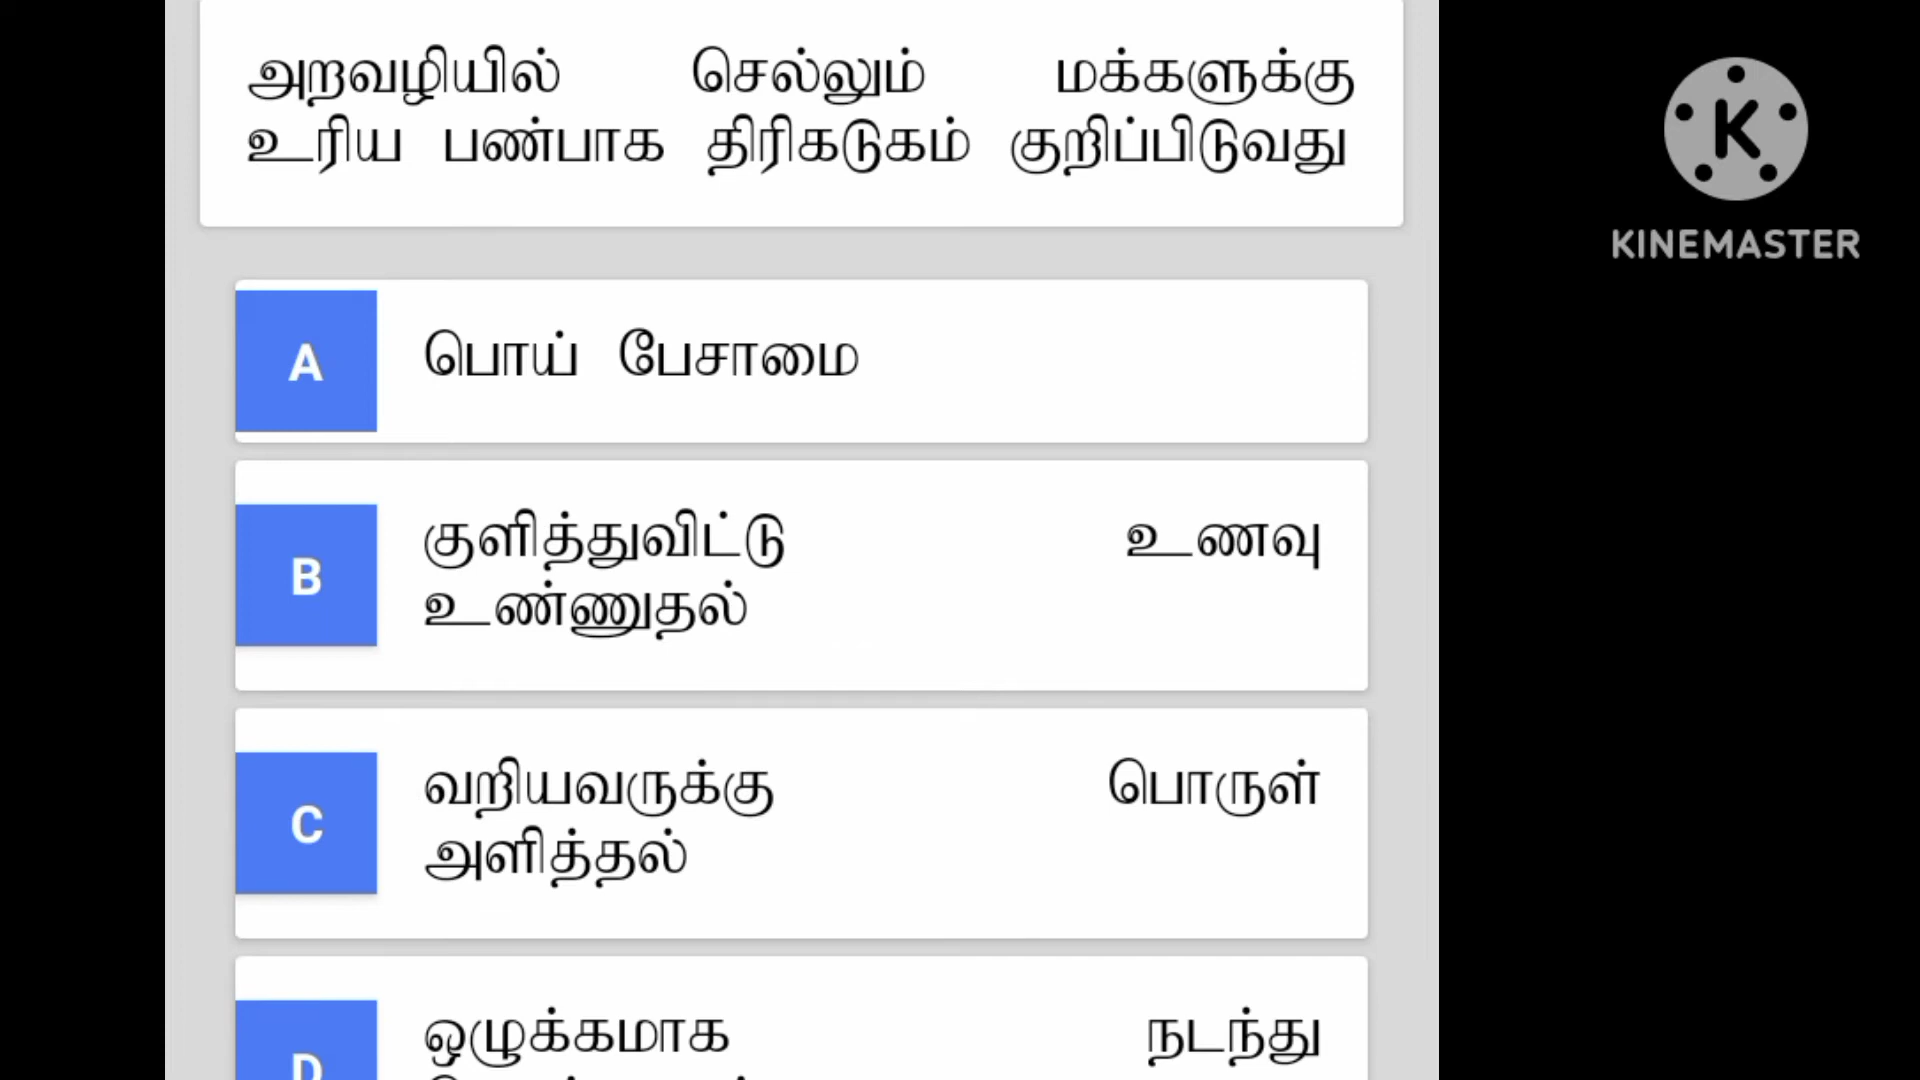 அறவழியில் செல்லும் மக்களுக்கு
உரிய பண்பாக திரிகடுகம் குறிப்பிடுவது
K
KINEMASTER
A
பொய் பேசாமை
B
குளித்துவிட்டு உணவு
உண்ணுதல்
C
வறியவருக்கு பொருள்
அளித்தல்
D
ஒழுக்கமாக நடந்து